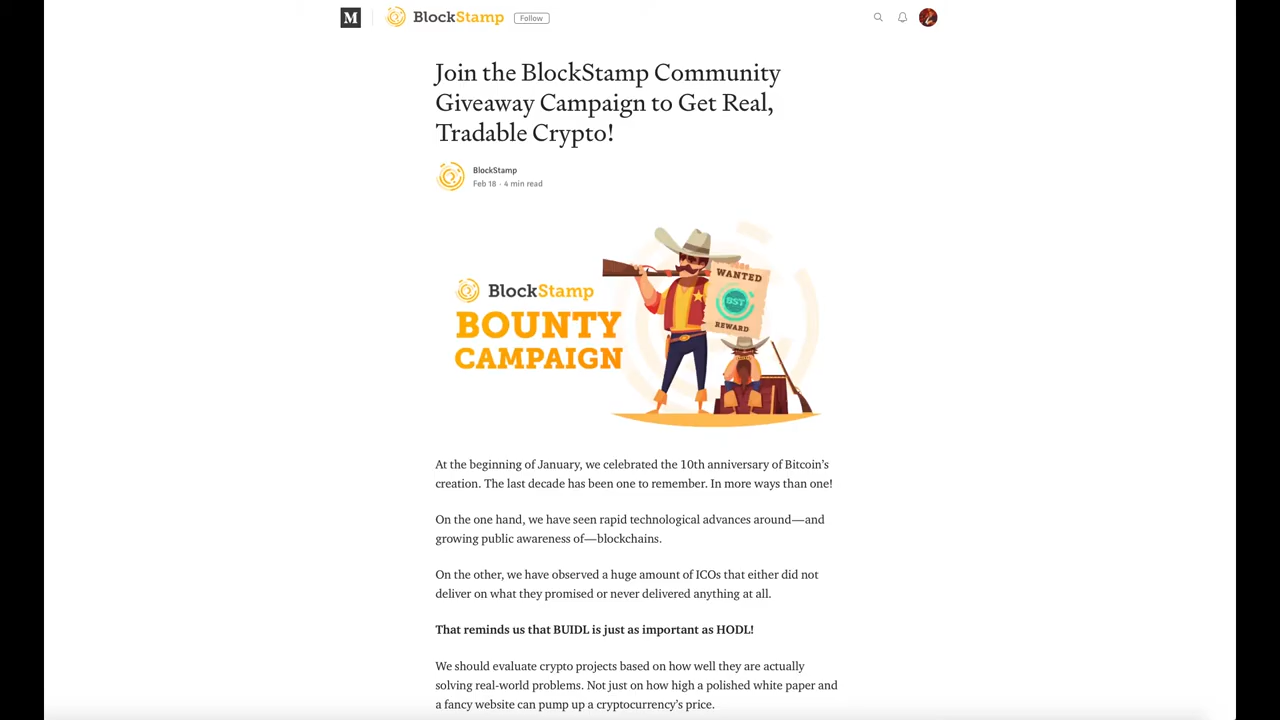 M
BlockStamp
Follow
Join the BlockStamp Community
Giveaway Campaign to Get Real,
Tradable Crypto!
BlockStamp
Feb 18 · 4 min read
BlockStamp
BOUNTY
CAMPAIGN
WANTED
BST
REWARD
At the beginning of January, we celebrated the 10th anniversary of Bitcoin’s
creation. The last decade has been one to remember. In more ways than one!
On the one hand, we have seen rapid technological advances around—and
growing public awareness of—blockchains.
On the other, we have observed a huge amount of ICOs that either did not
deliver on what they promised or never delivered anything at all.
That reminds us that BUIDL is just as important as HODL!
We should evaluate crypto projects based on how well they are actually
solving real-world problems. Not just on how high a polished white paper and
a fancy website can pump up a cryptocurrency’s price.